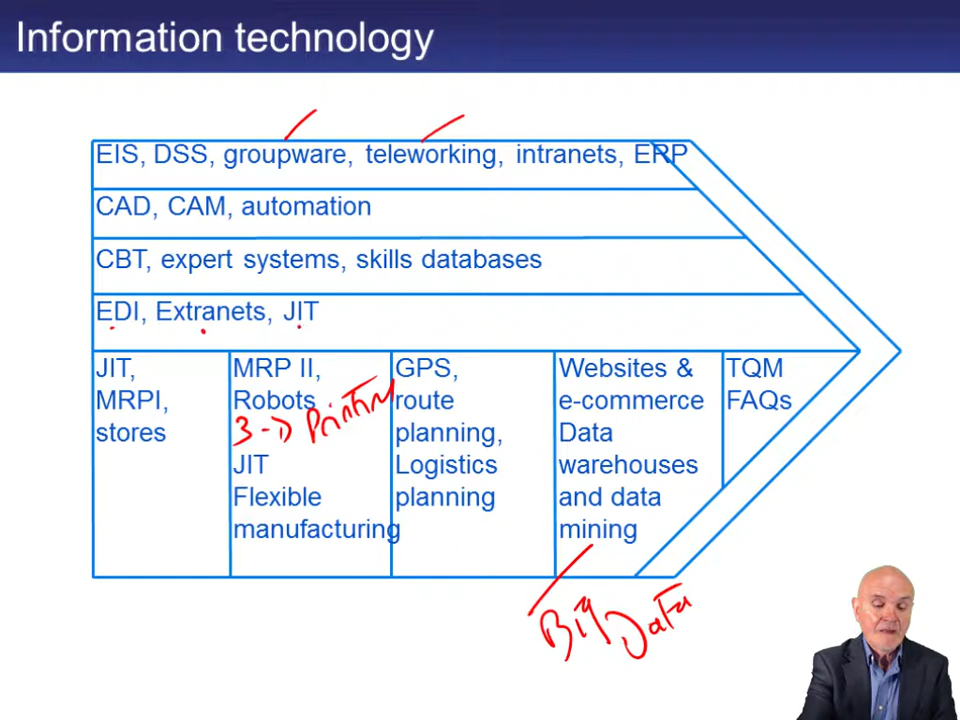 Information technology
EIS, DSS, groupware, teleworking, intranets, ERP
CAD, CAM, automation
CBT, expert systems, skills databases
EDI, Extranets, JIT
JIT,
MRPI,
stores
MRP II,
Robots
3-D Printing
JIT
Flexible
manufacturing
GPS,
route
planning,
Logistics
planning
Websites &
e-commerce
Data
warehouses
and data
mining
Big Data
TQM
FAQs